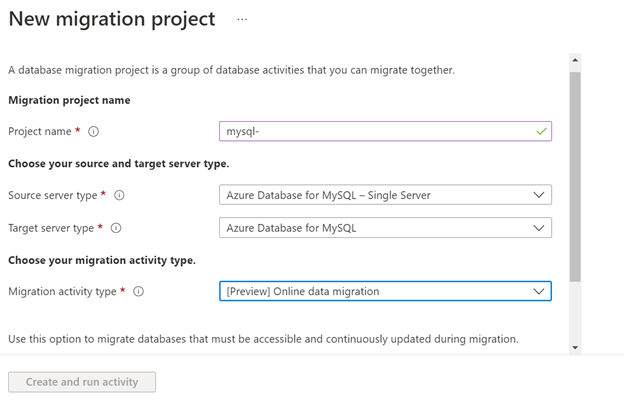 New migration project ...
A database migration project is a group of database activities that you can migrate together.
Migration project name
Project name * mysql-
Choose your source and target server type.
Source server type * Azure Database for MySQL – Single Server
Target server type * Azure Database for MySQL
Choose your migration activity type.
Migration activity type * [Preview] Online data migration
Use this option to migrate databases that must be accessible and continuously updated during migration.
Create and run activity